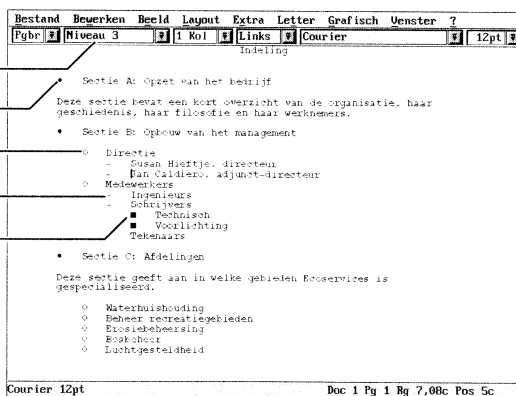 Bestand Bewerken Beeld Layout Extra Letter Grafisch Venster ?
Pgbr Niveau 3 1 Kol Links Courier 12pt
Indeling
• Sectie A: Opzet van het bedrijf
Deze sectie bevat een kort overzicht van de organisatie, haar
geschiedenis, haar filosofie en haar werknemers.
• Sectie B: Opbouw van het management
○ Directie
- Susan Hieftje, directeur
- Jan Caldiero, adjunct-directeur
○ Medewerkers
- Ingenieurs
- Schrijvers
■ Technisch
■ Voorlichting
Tekenaars
• Sectie C: Afdelingen
Deze sectie geeft aan in welke gebieden Ecoservices is
gespecialiseerd.
○ Waterhuishouding
○ Beheer recreatiegebieden
○ Erosiebeheersing
○ Bosbeheer
○ Luchtgesteldheid
Courier 12pt Doc 1 Pg 1 Rg 7,08c Pos 5c